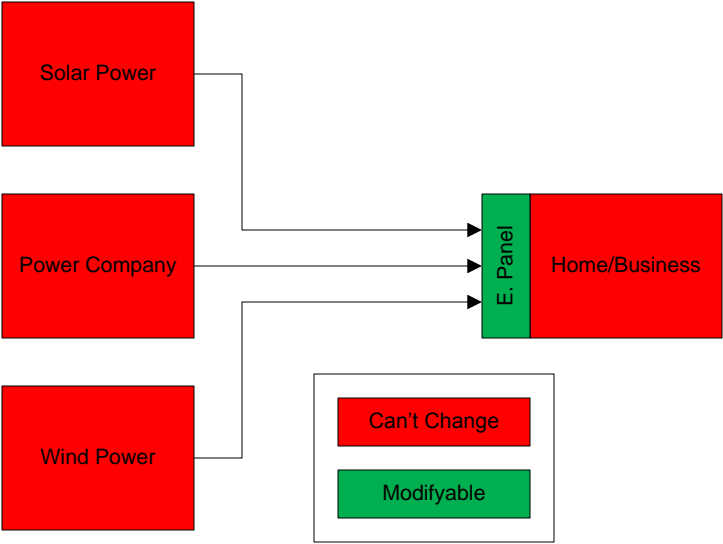 Solar Power
Power Company
E. Panel
Home/Business
Wind Power
Can't Change
Modifyable